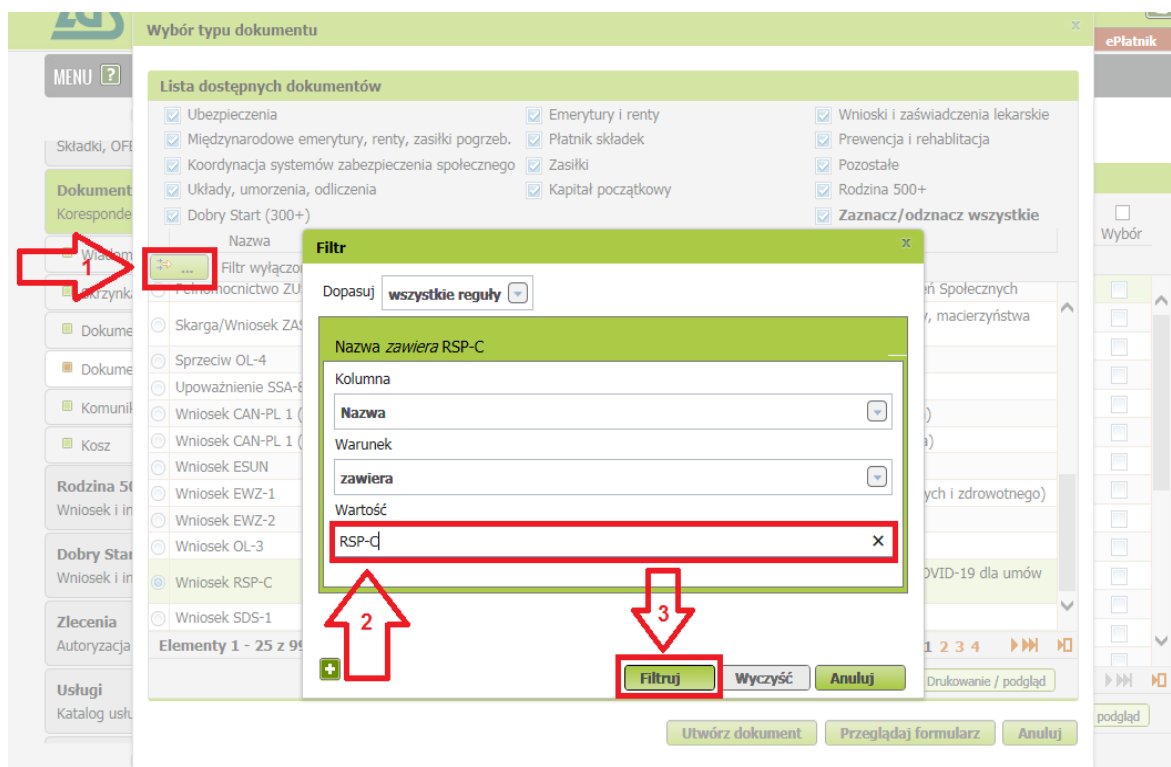 Wybór typu dokumentu
x
ePłatnik
MENU ?
Lista dostępnych dokumentów
Ubezpieczenia
Emerytury i renty
Wnioski i zaświadczenia lekarskie
Międzynarodowe emerytury, renty, zasiłki pogrzeb.
Płatnik składek
Prewencja i rehablitacja
Składki, OFE
Koordynacja systemów zabezpieczenia społecznego
Zasiłki
Pozostałe
Dokument
Układy, umorzenia, odliczenia
Kapitał początkowy
Rodzina 500+
Koresponde
Dobry Start (300+)
Zaznacz/odznacz wszystkie
Nazwa
Filtr
x
Wybór
Wiadom
1
...
Filtr wyłączo
Skrzynk
Pełnomocnictwo ZU
Dopasuj wszystkie reguły
ń Społecznych
Dokume
Skarga/Wniosek ZAS
, macierzyństwa
Nazwa zawiera RSP-C
Dokume
Sprzeciw OL-4
Kolumna
Upoważnienie SSA-8
Komunik
Wniosek CAN-PL 1 (
Nazwa
)
Kosz
Wniosek CAN-PL 1 (
Warunek
a)
Wniosek ESUN
zawiera
Rodzina 50
Wniosek EWZ-1
ych i zdrowotnego)
Wniosek i in
Wartość
Wniosek EWZ-2
Wniosek OL-3
RSP-C
x
Dobry Star
Wniosek i in
Wniosek RSP-C
OVID-19 dla umów
Zlecenia
Wniosek SDS-1
2
3
Autoryzacja
Elementy 1 - 25 z 99
1 2 3 4
Usługi
Filtruj
Wyczyść
Anuluj
Drukowanie / podgląd
Katalog usłu
podgląd
Utwórz dokument
Przeglądaj formularz
Anuluj